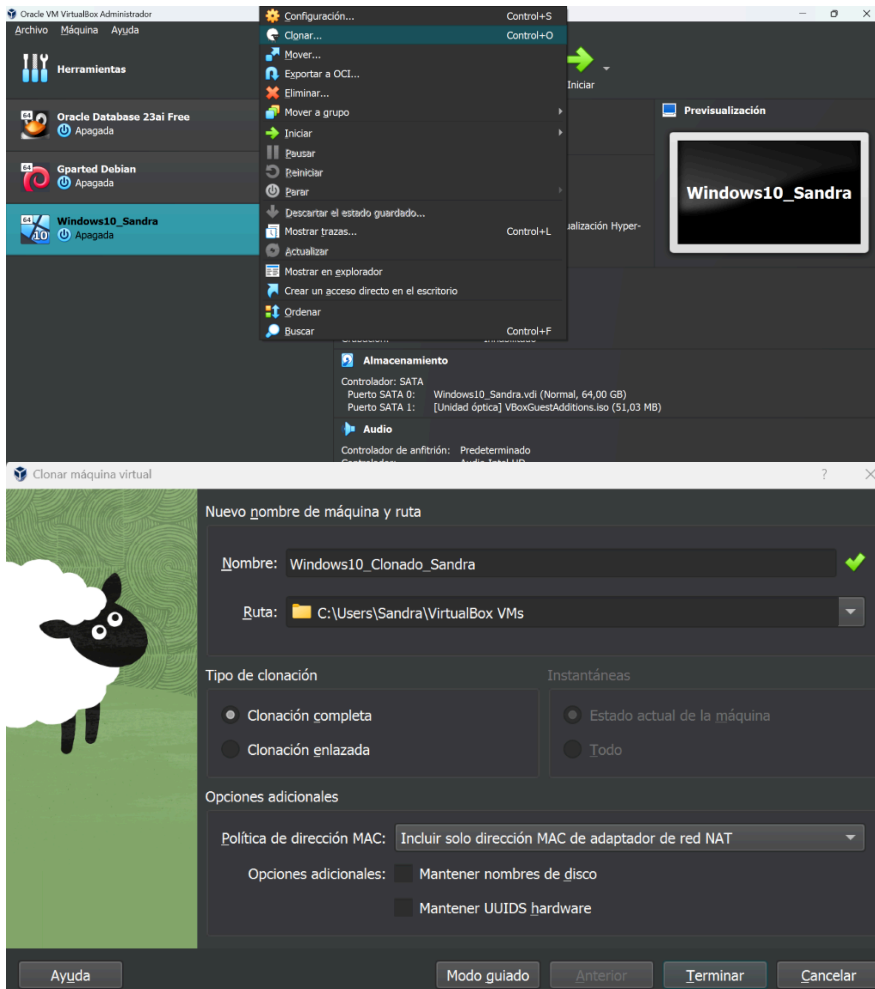 Oracle VM VirtualBox Administrador
Archivo Máquina Ayuda
Herramientas
64 Oracle Database 23ai Free
Apagada
64 Gparted Debian
Apagada
64 10 Windows10_Sandra
Apagada
Configuración... Control+S
Clonar... Control+O
Mover...
Exportar a OCI...
Eliminar...
Mover a grupo
Iniciar
Pausar
Reiniciar
Parar
Descartar el estado guardado...
Mostrar trazas... Control+L
Actualizar
Mostrar en explorador
Crear un acceso directo en el escritorio
Ordenar
Buscar Control+F
Iniciar
ualización Hyper-
Previsualización
Windows10_Sandra
Almacenamiento
Controlador: SATA
Puerto SATA 0: Windows10_Sandra.vdi (Normal, 64,00 GB)
Puerto SATA 1: [Unidad óptica] VBoxGuestAdditions.iso (51,03 MB)
Audio
Controlador de anfitrión: Predeterminado
Clonar máquina virtual ?
Nuevo nombre de máquina y ruta
Nombre: Windows10_Clonado_Sandra
Ruta: C:\Users\Sandra\VirtualBox VMs
Tipo de clonación
Clonación completa
Clonación enlazada
Instantáneas
Estado actual de la máquina
Todo
Opciones adicionales
Política de dirección MAC: Incluir solo dirección MAC de adaptador de red NAT
Opciones adicionales: Mantener nombres de disco
Mantener UUIDS hardware
Ayuda Modo guiado Anterior Terminar Cancelar